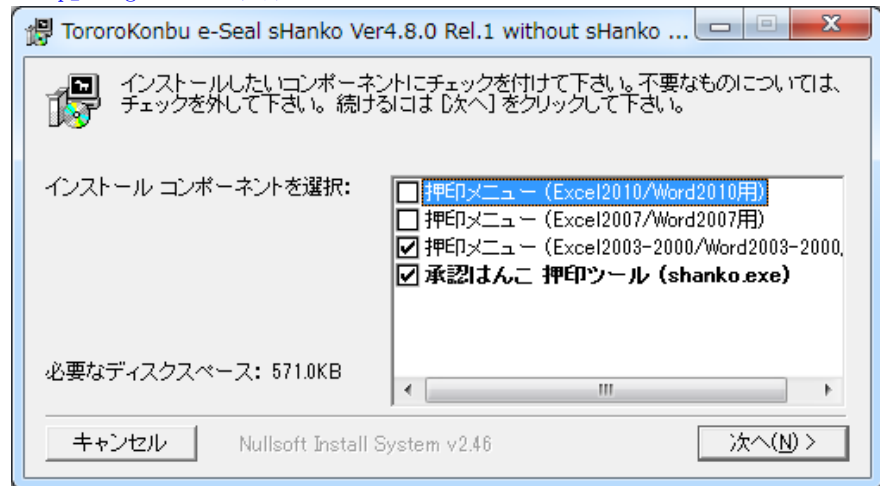 TororoKonbu e-Seal sHanko Ver4.8.0 Rel.1 without sHanko ...
インストールしたいコンポーネントにチェックを付けて下さい。不要なものについては、
チェックを外して下さい。続けるには [次へ] をクリックして下さい。
インストール コンポーネントを選択:
押印メニュー (Excel2010/Word2010用)
押印メニュー (Excel2007/Word2007用)
押印メニュー (Excel2003-2000/Word2003-2000,
承認はんこ 押印ツール (shanko.exe)
必要なディスクスペース: 571.0KB
キャンセル
Nullsoft Install System v2.46
次へ(N) >